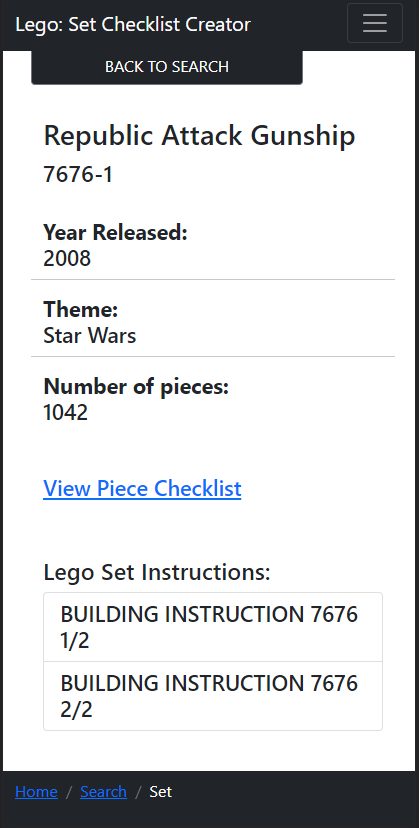 Lego: Set Checklist Creator
BACK TO SEARCH
Republic Attack Gunship
7676-1
Year Released:
2008
Theme:
Star Wars
Number of pieces:
1042
View Piece Checklist
Lego Set Instructions:
BUILDING INSTRUCTION 7676
1/2
BUILDING INSTRUCTION 7676
2/2
Home / Search / Set